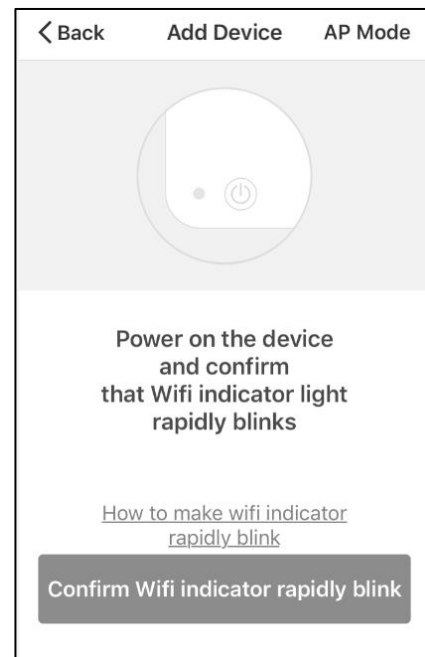 Back Add Device AP Mode
Power on the device
and confirm
that Wifi indicator light
rapidly blinks
How to make wifi indicator
rapidly blink
Confirm Wifi indicator rapidly blink